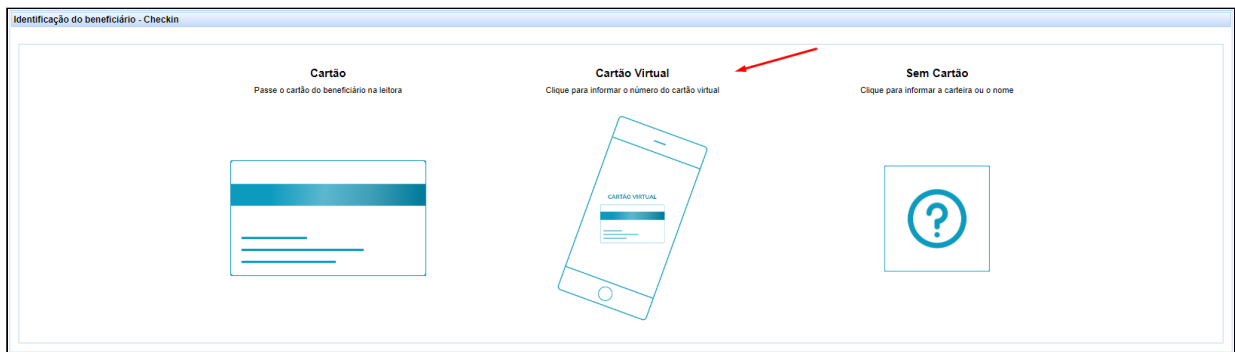 Identificação do beneficiário - Checkin
Cartão
Passe o cartão do beneficiário na leitora
Cartão Virtual
Clique para informar o número do cartão virtual
Sem Cartão
Clique para informar a carteira ou o nome
CARTÃO VIRTUAL
?